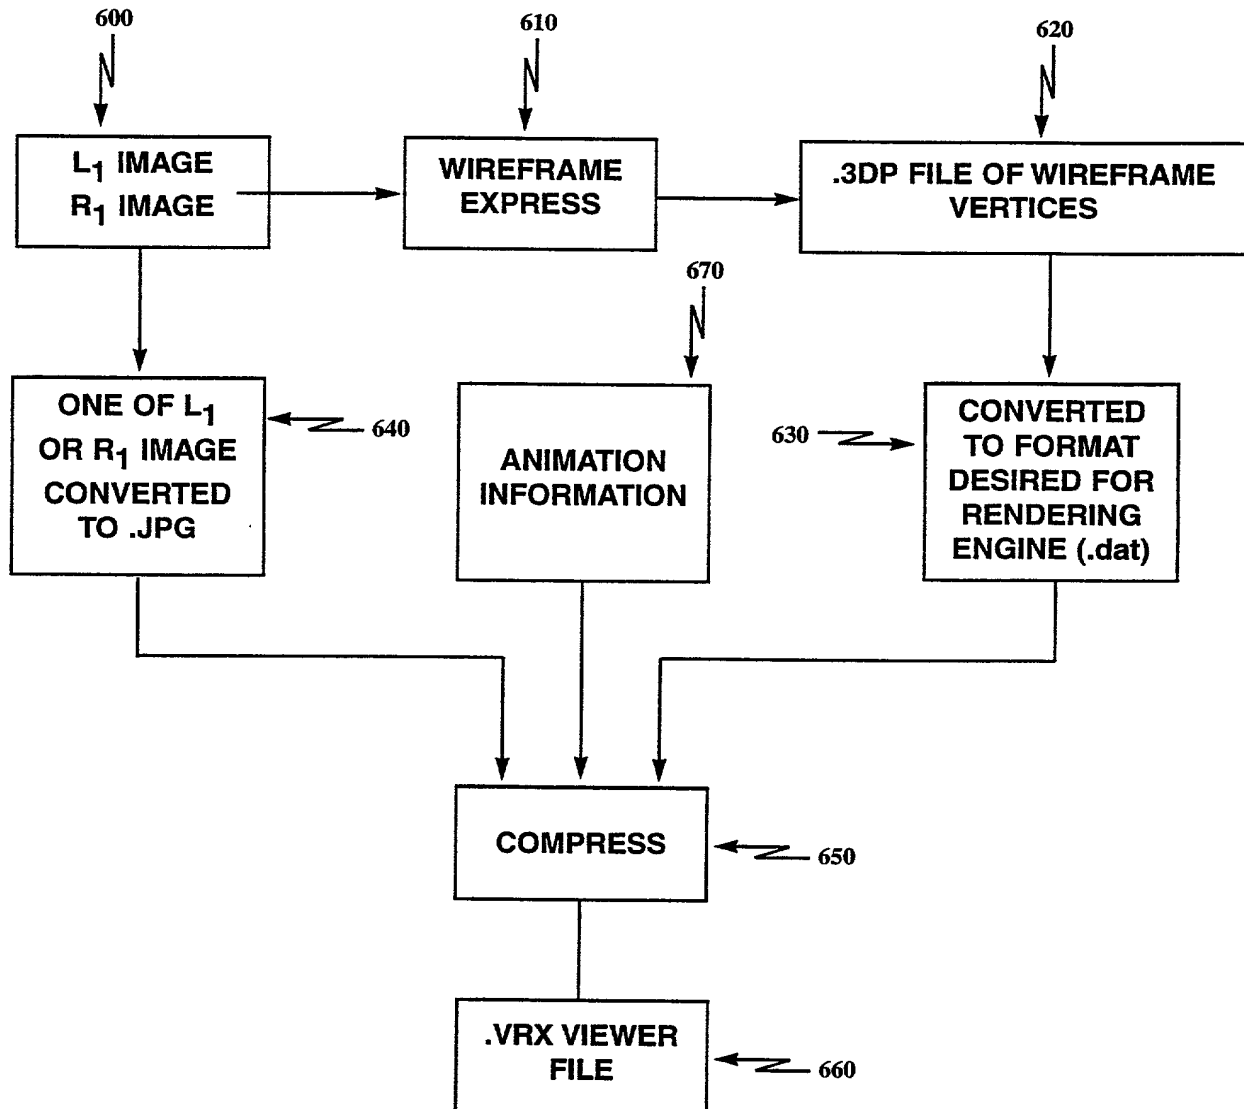 600
610
620
L1 IMAGE
R1 IMAGE
WIREFRAME
EXPRESS
.3DP FILE OF WIREFRAME
VERTICES
670
ONE OF L1
OR R1 IMAGE
CONVERTED
TO .JPG
640
ANIMATION
INFORMATION
630
CONVERTED
TO FORMAT
DESIRED FOR
RENDERING
ENGINE (.dat)
COMPRESS
650
.VRX VIEWER
FILE
660